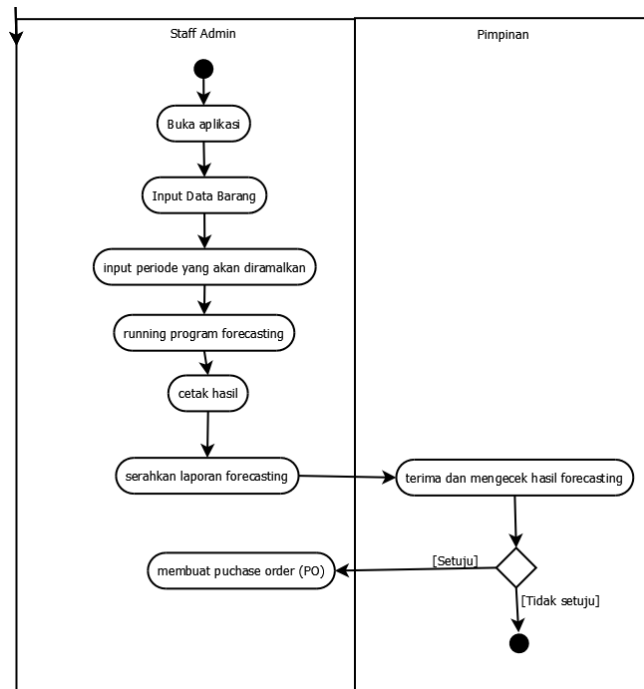 Staff Admin
Pimpinan
Buka aplikasi
Input Data Barang
input periode yang akan diramalkan
running program forecasting
cetak hasil
serahkan laporan forecasting
terima dan mengecek hasil forecasting
[Setuju]
membuat puchase order (PO)
[Tidak setuju]